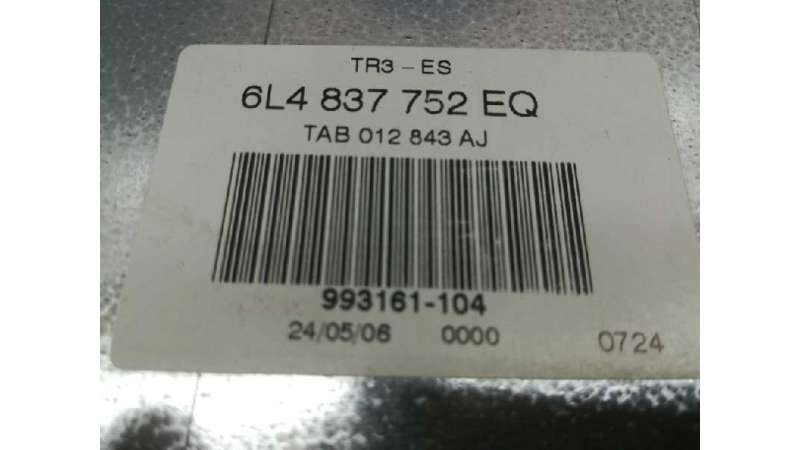 TR3 - ES
6L4 837 752 EQ
TAB 012 843 AJ
993161-104
24/05/06 0000 0724